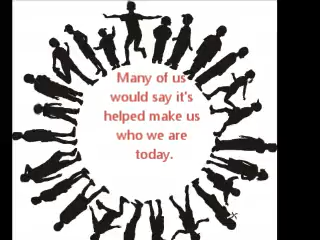 Many of us
would say it's
helped make us
who we are
today.